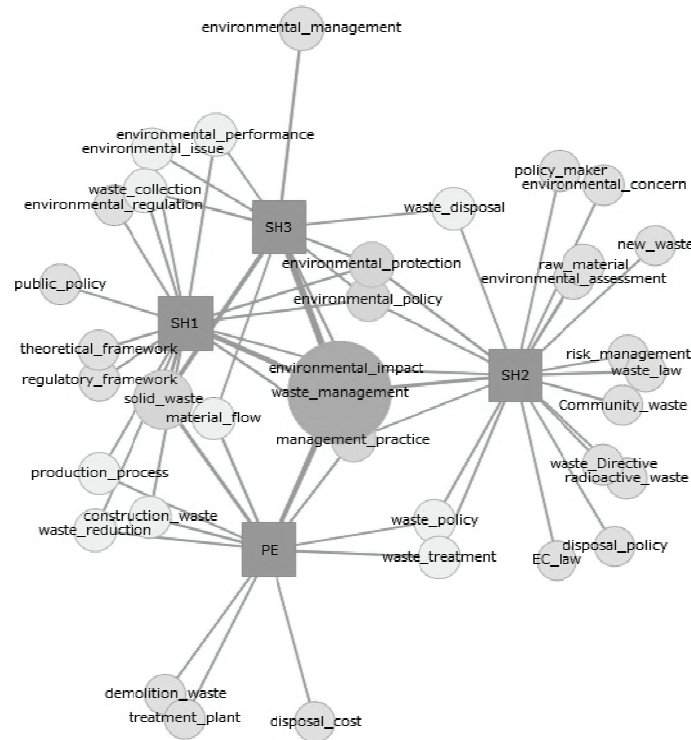 environmental_management
environmental_performance
environmental_issue
policy_maker
environmental_concern
waste_collection
environmental_regulation
waste_disposal
SH3
new_waste
environmental_protection
raw_material
environmental_assessment
public_policy
environmental_policy
SH1
theoretical_framework
risk_management
environmental_impact
waste_law
SH2
regulatory_framework
solid_waste
waste_management
Community_waste
material_flow
management_practice
waste_Directive
production_process
radioactive_waste
construction_waste
waste_policy
waste_reduction
disposal_policy
PE
waste_treatment
EC_law
demolition_waste
treatment_plant
disposal_cost